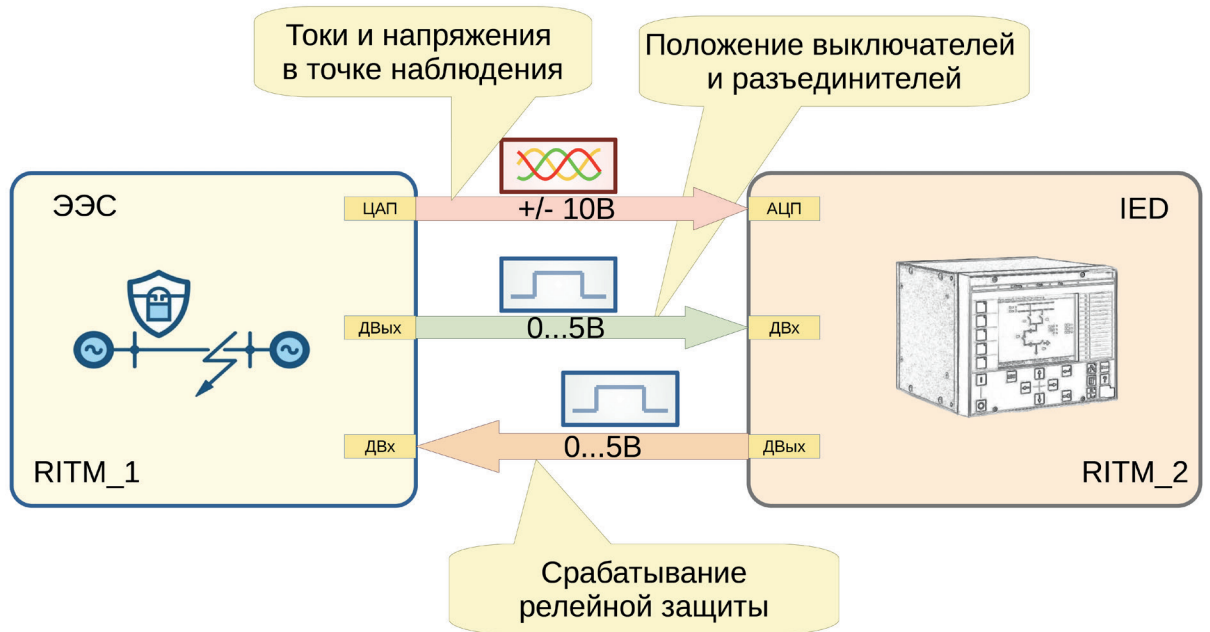 Токи и напряжения
в точке наблюдения
Положение выключателей
и разъединителей
ЭЭС
ЦАП
+/- 10В
АЦП
IED
ДВых
0...5В
ДВх
ДВх
0...5В
ДВых
RITM_1
RITM_2
Срабатывание
релейной защиты